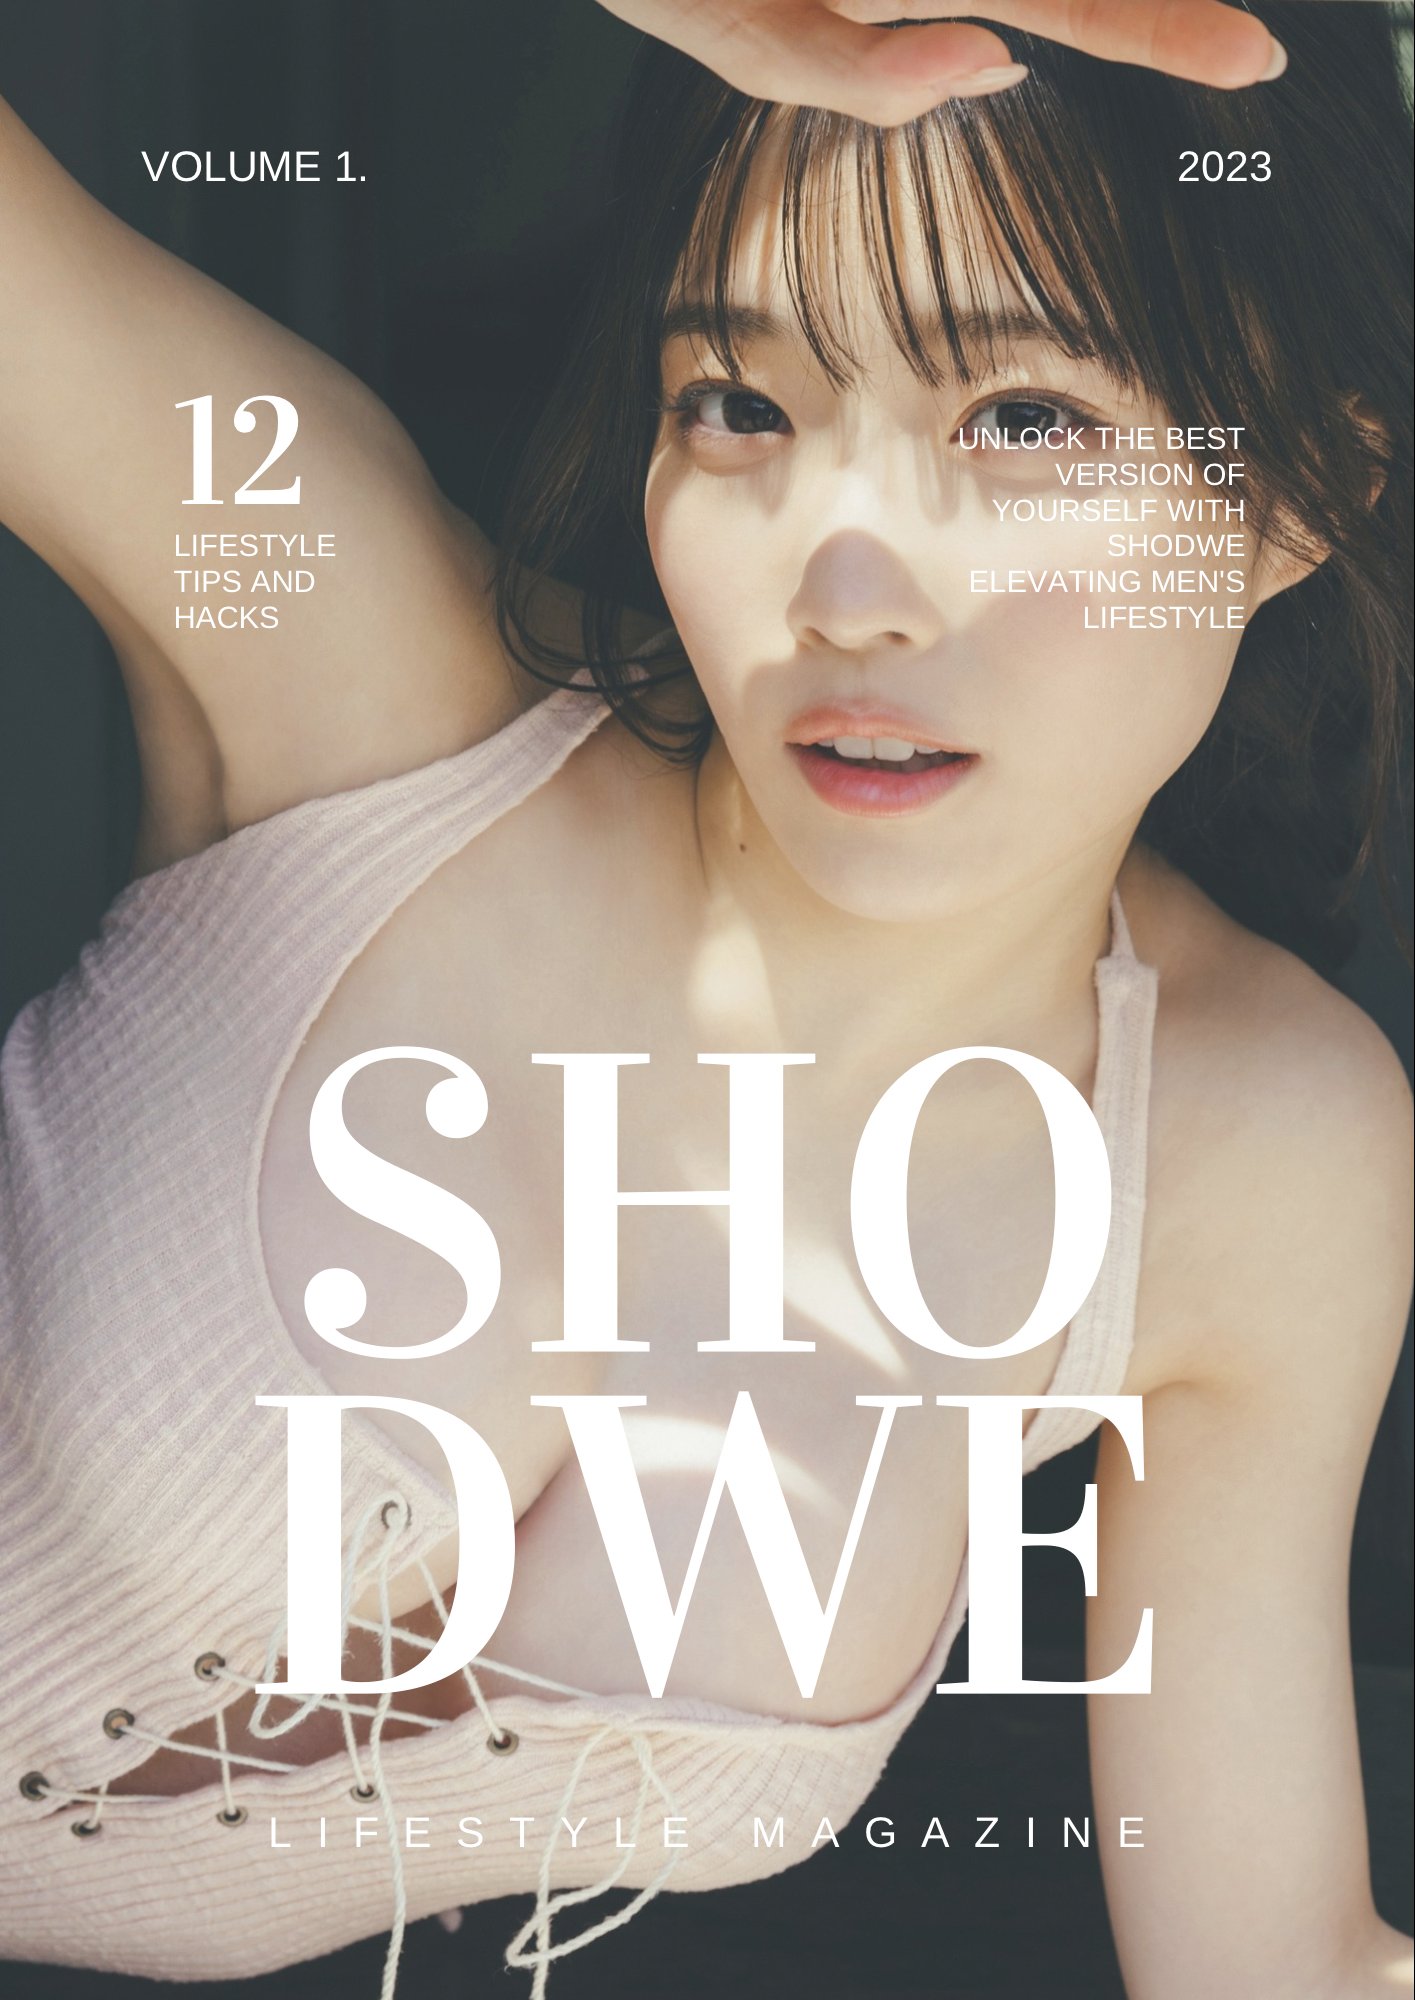 VOLUME 1.
2023
12
LIFESTYLE
TIPS AND
HACKS
UNLOCK THE BEST
VERSION OF
YOURSELF WITH
SHODWE
ELEVATING MEN'S
LIFESTYLE
SHO
DWE
LIFESTYLE MAGAZINE